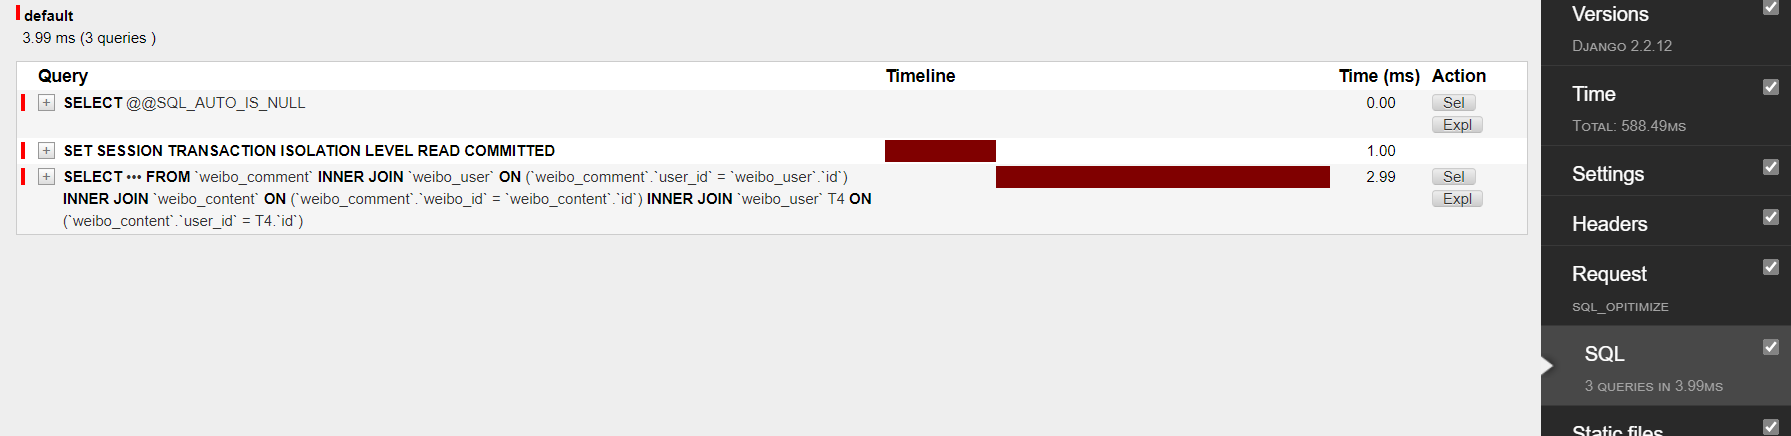 default
3.99 ms (3 queries )
Query Timeline Time (ms) Action
+ SELECT @@SQL_AUTO_IS_NULL 0.00 Sel
Expl
+ SET SESSION TRANSACTION ISOLATION LEVEL READ COMMITTED 1.00
+ SELECT ••• FROM `weibo_comment` INNER JOIN `weibo_user` ON (`weibo_comment`.`user_id` = `weibo_user`.`id`) 2.99 Sel
INNER JOIN `weibo_content` ON (`weibo_comment`.`weibo_id` = `weibo_content`.`id`) INNER JOIN `weibo_user` T4 ON Expl
(`weibo_content`.`user_id` = T4.`id`)
Versions
Django 2.2.12
Time
Total: 588.49ms
Settings
Headers
Request
sql_opitimize
SQL
3 queries in 3.99ms
Static files